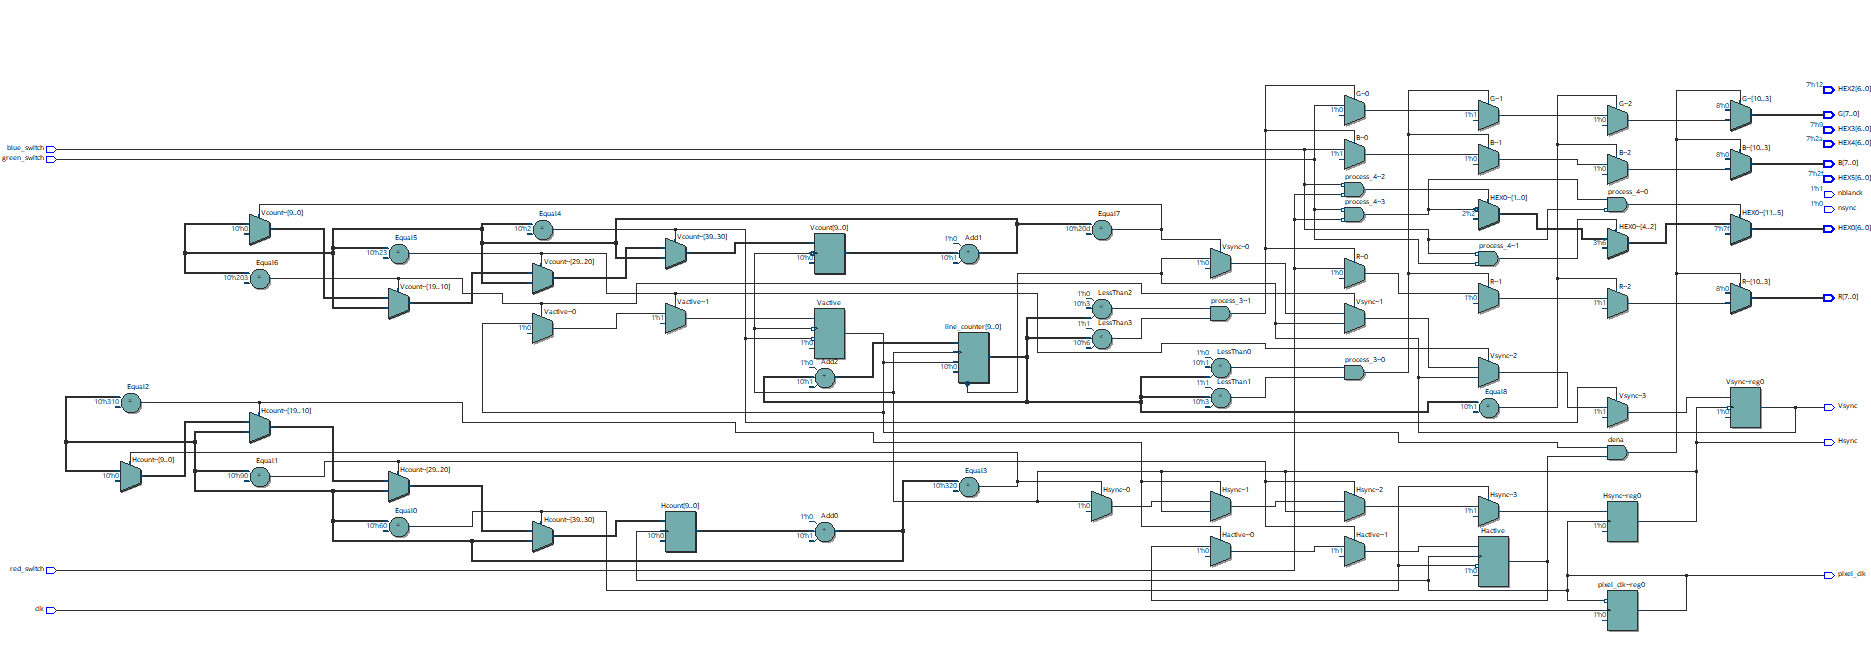 7'h12
HEX2[6..0]
G~0
1'h0
G~1
1'h1
G~2
1'h0
G~[10...3]
8'h0
G[7..0]
7'h9
HEX3[6..0]
HEX4[6..0]
blue_switch
green_switch
B~0
1'h1
B~1
1'h0
B~2
1'h0
B~[10...3]
8'h0
B[7..0]
HEX5[6..0]
1'h1
nblanck
1'h0
nsync
process_4~2
process_4~3
process_4~0
HEX0~[1...0]
2'h2
HEX0~[4...2]
3'h6
HEX0~[11...5]
7'h7f
HEX0[6..0]
process_4~1
Vcount~[9...0]
10'h0
Equal4
10'h2
Equal5
10'h23
Equal6
10'h203
Vcount~[39...30]
Vcount[9..0]
10'h0
1'h0
Add1
10'h1
Equal7
10'h20d
Vsync~0
1'h0
Vcount~[29...20]
Vcount~[19...10]
R~0
1'h0
R~1
1'h0
R~2
1'h1
R~[10...3]
8'h0
R[7..0]
Vactive~0
1'h0
Vactive~1
1'h1
Vactive
1'h0
1'h0
LessThan2
10'h3
1'h1
LessThan3
10'h6
process_3~1
Vsync~1
line_counter[9..0]
10'h0
1'h0
Add2
10'h1
1'h0
LessThan0
10'h1
1'h1
LessThan1
10'h3
process_3~0
Vsync~2
Equal8
10'h1
Vsync~3
1'h1
Vsync~reg0
1'h0
Vsync
Equal2
10'h310
Hcount~[19...10]
Hcount~[9...0]
10'h0
Equal1
10'h90
Hcount~[29...20]
Equal0
10'h60
Hcount~[39...30]
Hcount[9..0]
10'h0
1'h0
Add0
10'h1
Equal3
10'h320
dena
Hsync
Hsync~0
1'h0
Hsync~1
Hsync~2
Hsync~3
1'h1
Hsync~reg0
1'h0
Hactive~0
1'h0
Hactive~1
1'h1
Hactive
1'h0
red_switch
clk
pixel_clk~reg0
1'h0
pixel_clk